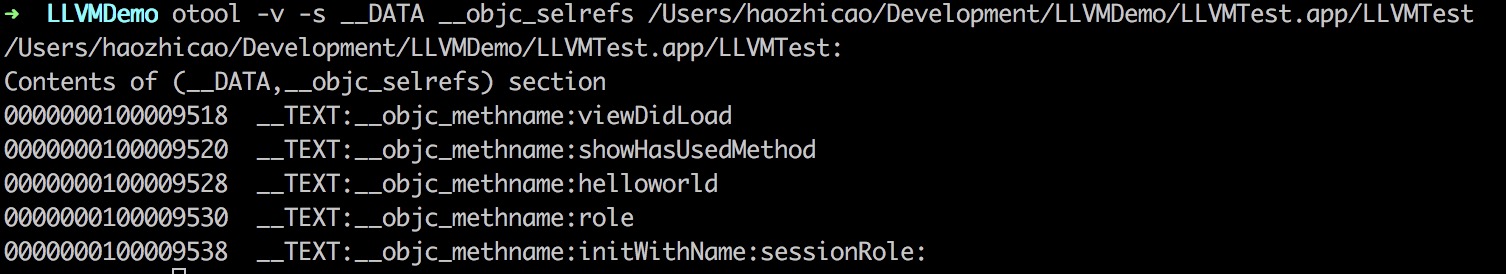 ➜  LLVMDemo otool -v -s __DATA __objc_selrefs /Users/haozhicao/Development/LLVMDemo/LLVMTest.app/LLVMTest
/Users/haozhicao/Development/LLVMDemo/LLVMTest.app/LLVMTest:
Contents of (__DATA,__objc_selrefs) section
0000000100009518  __TEXT:__objc_methname:viewDidLoad
0000000100009520  __TEXT:__objc_methname:showHasUsedMethod
0000000100009528  __TEXT:__objc_methname:helloworld
0000000100009530  __TEXT:__objc_methname:role
0000000100009538  __TEXT:__objc_methname:initWithName:sessionRole: